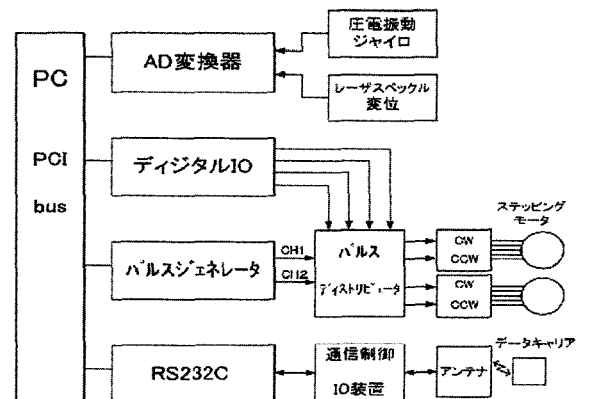 圧電振動
ジャイロ
AD変換器
PC
レーザスペックル
変位
PCI
ディジタルIO
bus
ステッピング
モータ
CH1
パルス
CW
CCW
パルスジェネレータ
CH2
ディストリビュータ
CW
CCW
データキャリア
通信制御
RS232C
アンテナ
IO装置